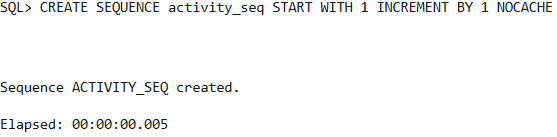 SQL> CREATE SEQUENCE activity_seq START WITH 1 INCREMENT BY 1 NOCACHE
Sequence ACTIVITY_SEQ created.
Elapsed: 00:00:00.005